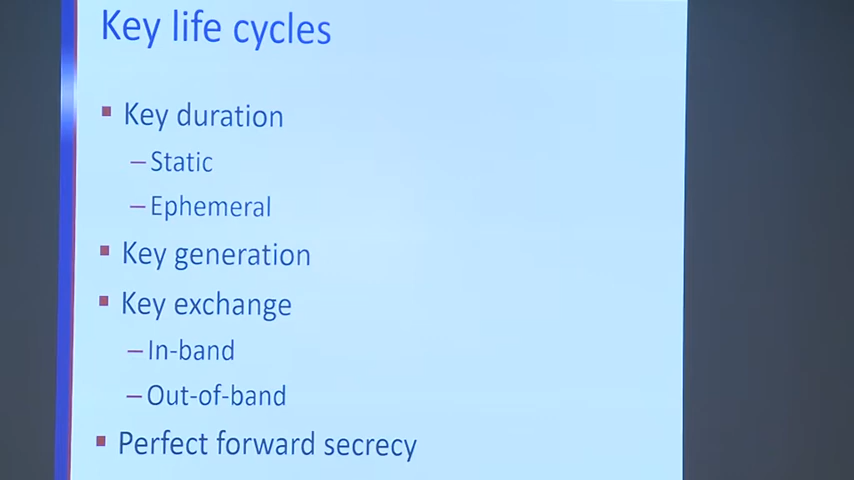 Key life cycles
▪ Key duration
–Static
–Ephemeral
▪ Key generation
▪ Key exchange
–In-band
–Out-of-band
▪ Perfect forward secrecy